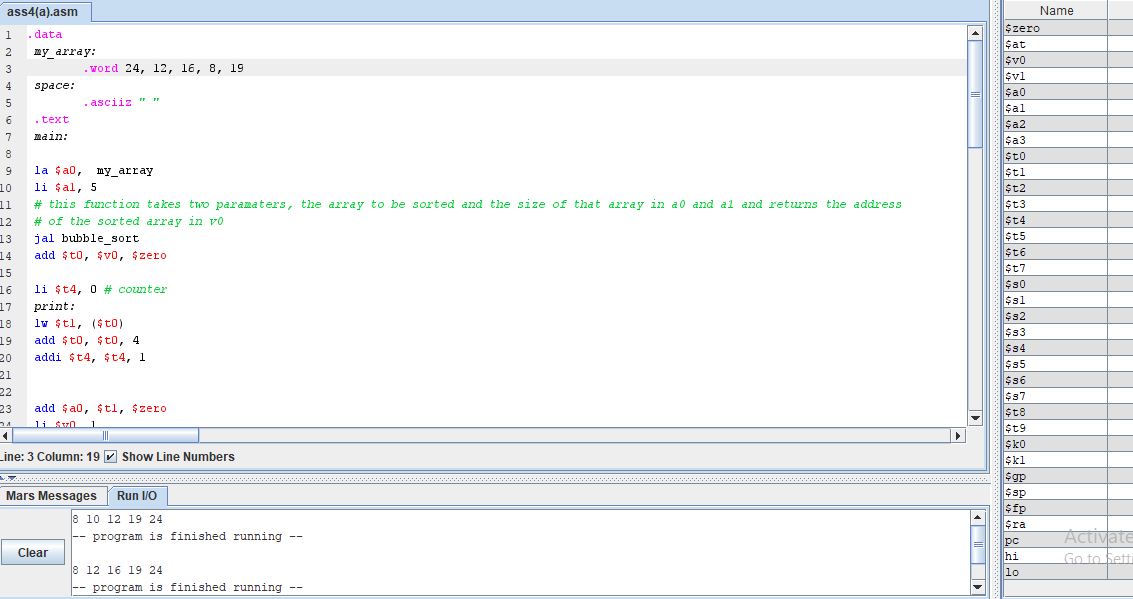 ass4(a).asm
1 .data
2 my_array:
3 .word 24, 12, 16, 8, 19
4 space:
5 .asciiz " "
6 .text
7 main:
8
9 la $a0, my_array
10 li $a1, 5
11 # this function takes two paramaters, the array to be sorted and the size of that array in a0 and a1 and returns the address
12 # of the sorted array in v0
13 jal bubble_sort
14 add $t0, $v0, $zero
15
16 li $t4, 0 # counter
17 print:
18 lw $t1, ($t0)
19 add $t0, $t0, 4
20 addi $t4, $t4, 1
21
22
23 add $a0, $t1, $zero
24 li $v0, 1
Line: 3 Column: 19 Show Line Numbers
Mars Messages Run I/O
Clear
8 10 12 19 24
-- program is finished running --
8 12 16 19 24
-- program is finished running --
Name
$zero
$at
$v0
$v1
$a0
$a1
$a2
$a3
$t0
$t1
$t2
$t3
$t4
$t5
$t6
$t7
$s0
$s1
$s2
$s3
$s4
$s5
$s6
$s7
$t8
$t9
$k0
$k1
$gp
$sp
$fp
$ra
pc
hi
lo
Activate
Go to Sett